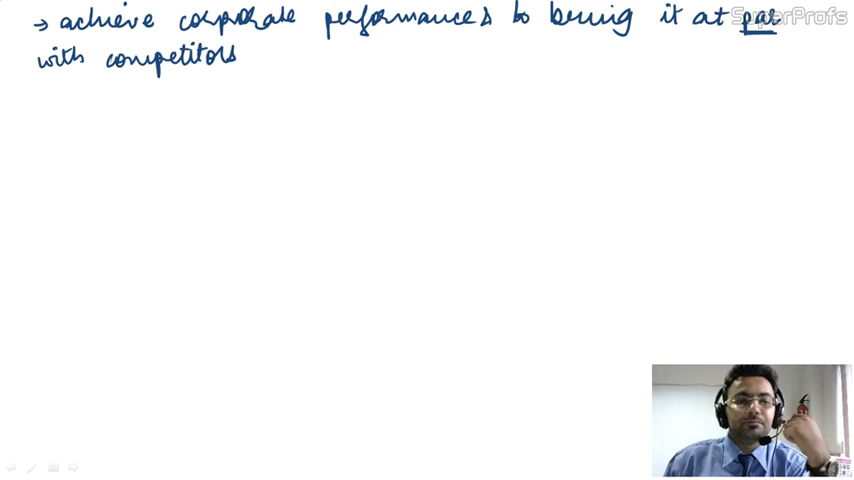 → achieve corporate performances to bring it at par
with competitors
SuperProfs